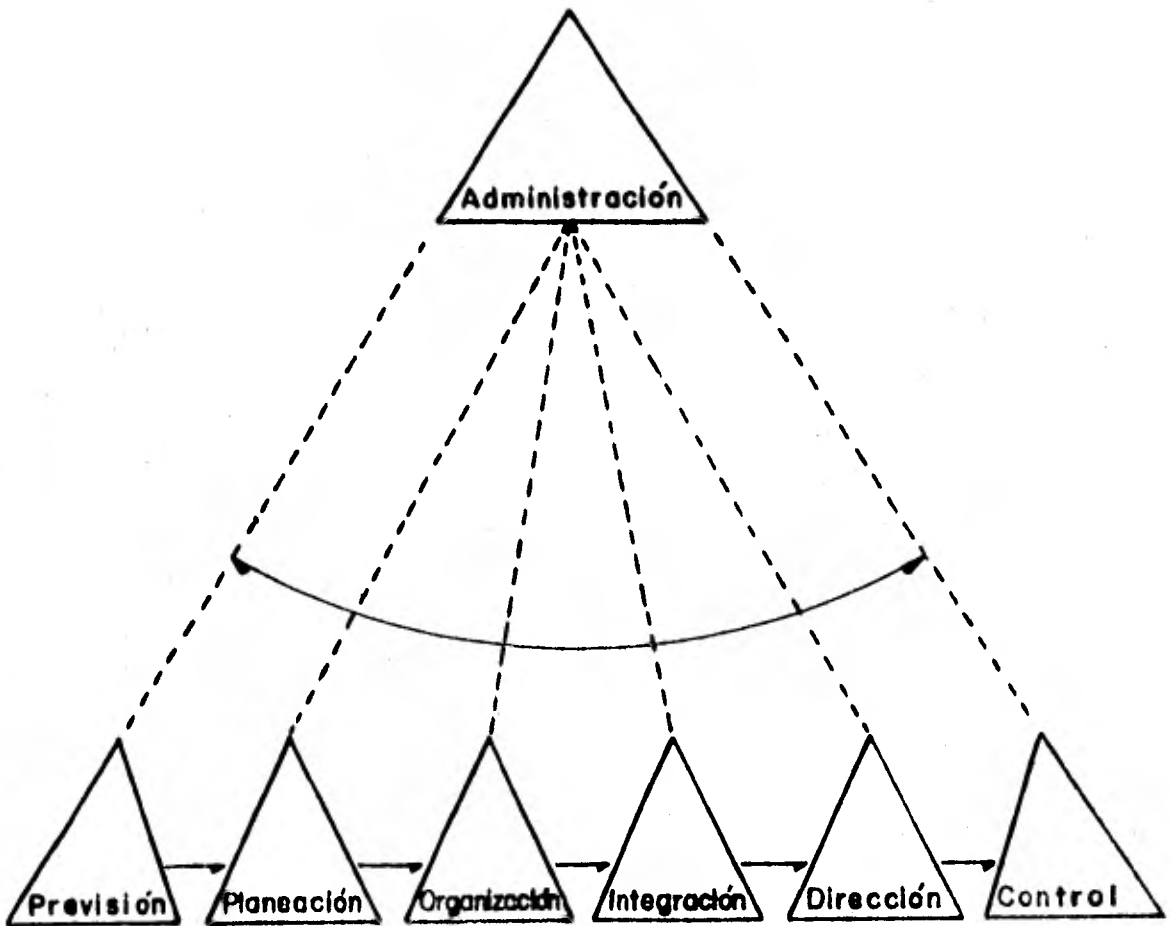 Administración
Previsión
Planeación
Organización
Integración
Dirección
Control